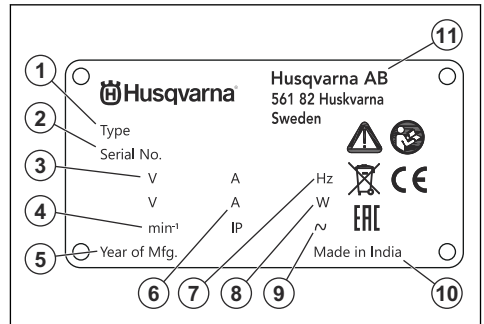 11
1
Husqvarna
Husqvarna AB
561 82 Huskvarna
Sweden
2
Type
Serial No.
3
V A Hz
V A W
CE
4
min-1 IP ~
EAC
5
Year of Mfg.
Made in India
6
7
8
9
10